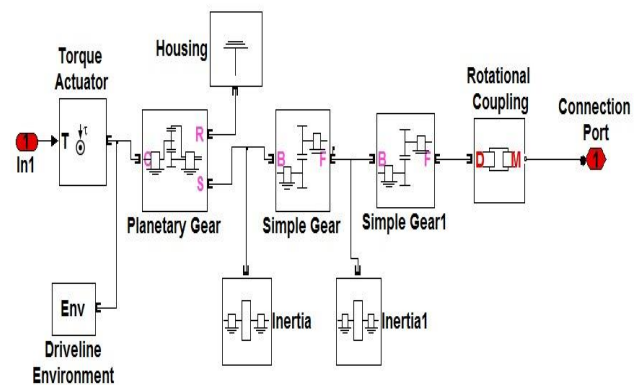 Housing
Torque
Actuator
Rotational
Coupling
Connection
Port
1
T
τ
In1
C
R
S
B
F
B
F
D
M
1
Planetary Gear
Simple Gear
Simple Gear1
Env
Inertia
Inertia1
Driveline
Environment